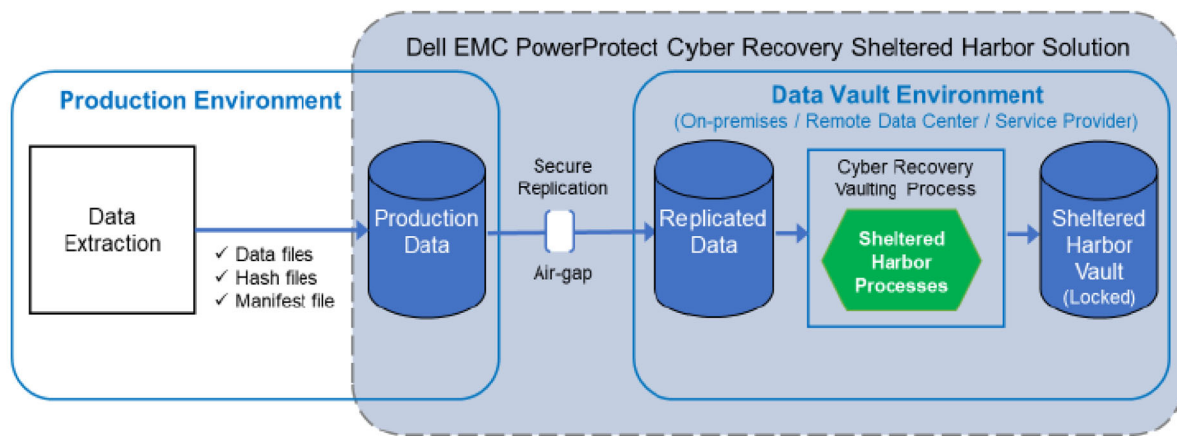 Dell EMC PowerProtect Cyber Recovery Sheltered Harbor Solution
Production Environment
Data
Extraction
✓ Data files
✓ Hash files
✓ Manifest file
Production
Data
Secure
Replication
Air-gap
Data Vault Environment
(On-premises / Remote Data Center / Service Provider)
Replicated
Data
Cyber Recovery
Vaulting Process
Sheltered
Harbor
Processes
Sheltered
Harbor
Vault
(Locked)